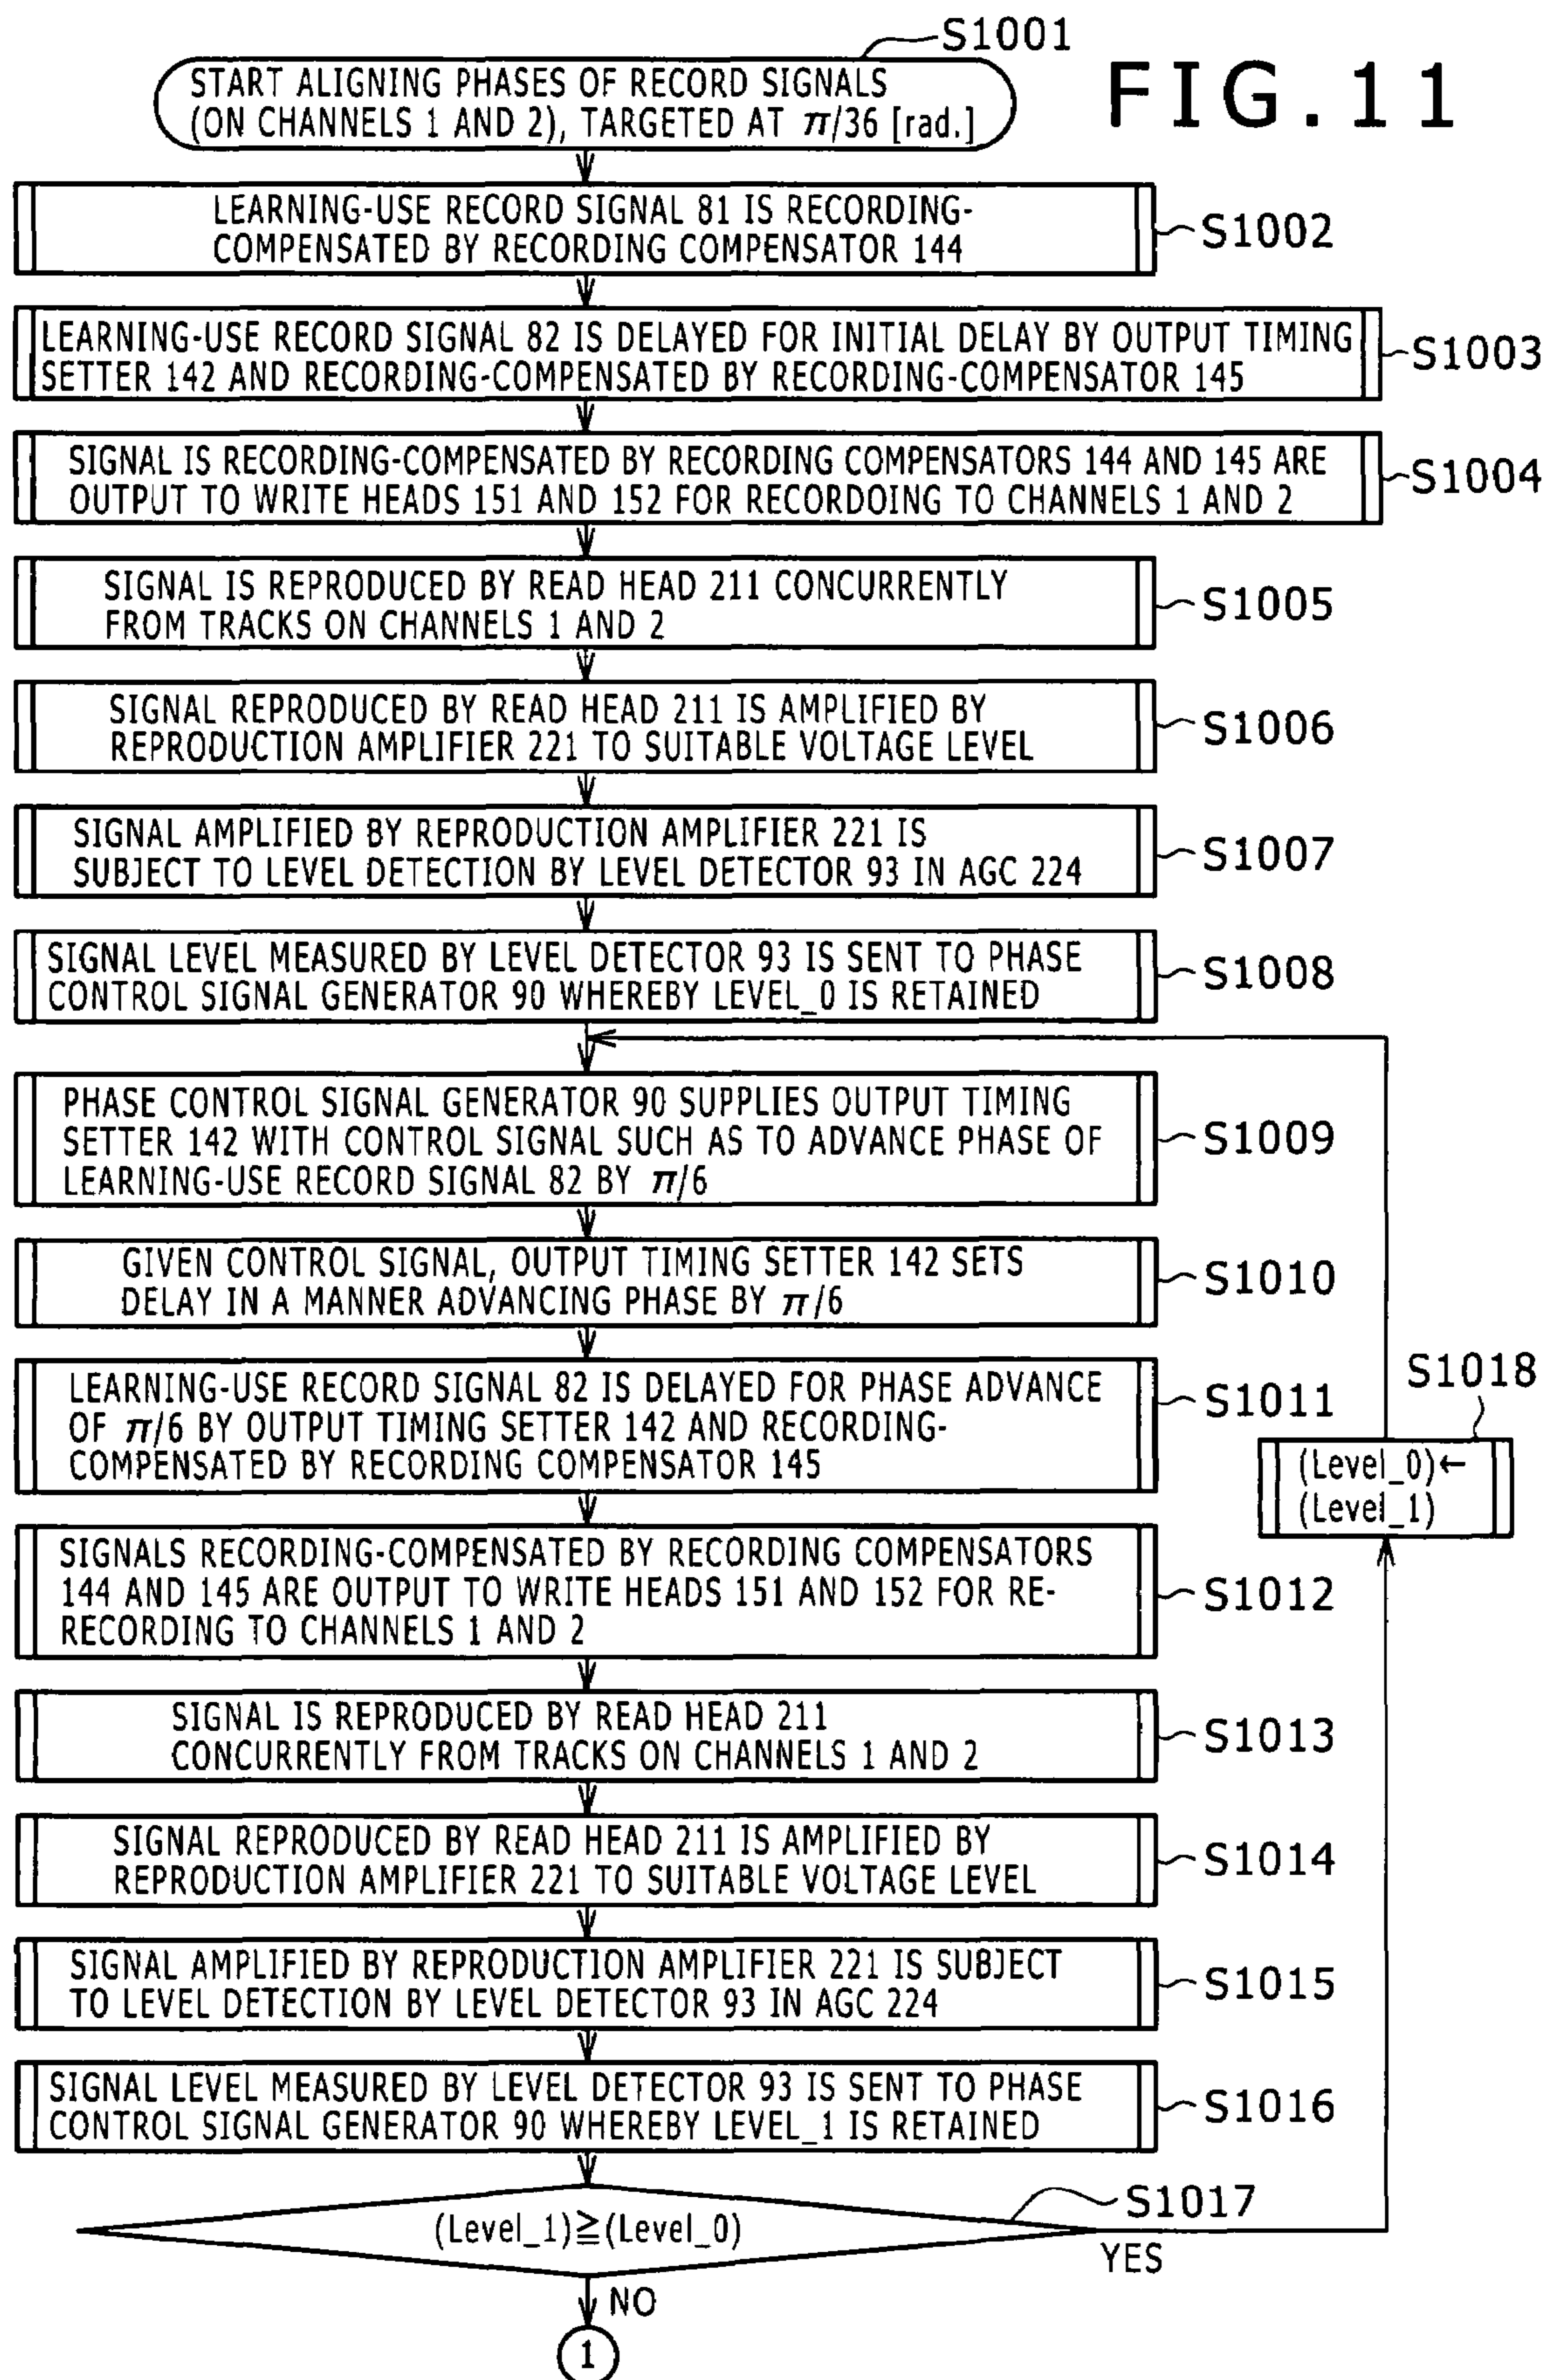 S1001
FIG.11
START ALIGNING PHASES OF RECORD SIGNALS
(ON CHANNELS 1 AND 2), TARGETED AT π/36 [rad.]
LEARNING-USE RECORD SIGNAL 81 IS RECORDING-
COMPENSATED BY RECORDING COMPENSATOR 144
S1002
LEARNING-USE RECORD SIGNAL 82 IS DELAYED FOR INITIAL DELAY BY OUTPUT TIMING
SETTER 142 AND RECORDING-COMPENSATED BY RECORDING-COMPENSATOR 145
S1003
SIGNAL IS RECORDING-COMPENSATED BY RECORDING COMPENSATORS 144 AND 145 ARE
OUTPUT TO WRITE HEADS 151 AND 152 FOR RECORDOING TO CHANNELS 1 AND 2
S1004
SIGNAL IS REPRODUCED BY READ HEAD 211 CONCURRENTLY
FROM TRACKS ON CHANNELS 1 AND 2
S1005
SIGNAL REPRODUCED BY READ HEAD 211 IS AMPLIFIED BY
REPRODUCTION AMPLIFIER 221 TO SUITABLE VOLTAGE LEVEL
S1006
SIGNAL AMPLIFIED BY REPRODUCTION AMPLIFIER 221 IS
SUBJECT TO LEVEL DETECTION BY LEVEL DETECTOR 93 IN AGC 224
S1007
SIGNAL LEVEL MEASURED BY LEVEL DETECTOR 93 IS SENT TO PHASE
CONTROL SIGNAL GENERATOR 90 WHEREBY LEVEL_0 IS RETAINED
S1008
PHASE CONTROL SIGNAL GENERATOR 90 SUPPLIES OUTPUT TIMING
SETTER 142 WITH CONTROL SIGNAL SUCH AS TO ADVANCE PHASE OF
LEARNING-USE RECORD SIGNAL 82 BY π/6
S1009
GIVEN CONTROL SIGNAL, OUTPUT TIMING SETTER 142 SETS
DELAY IN A MANNER ADVANCING PHASE BY π/6
S1010
LEARNING-USE RECORD SIGNAL 82 IS DELAYED FOR PHASE ADVANCE
OF π/6 BY OUTPUT TIMING SETTER 142 AND RECORDING-
COMPENSATED BY RECORDING COMPENSATOR 145
S1011
S1018
(Level_0)←
(Level_1)
SIGNALS RECORDING-COMPENSATED BY RECORDING COMPENSATORS
144 AND 145 ARE OUTPUT TO WRITE HEADS 151 AND 152 FOR RE-
RECORDING TO CHANNELS 1 AND 2
S1012
SIGNAL IS REPRODUCED BY READ HEAD 211
CONCURRENTLY FROM TRACKS ON CHANNELS 1 AND 2
S1013
SIGNAL REPRODUCED BY READ HEAD 211 IS AMPLIFIED BY
REPRODUCTION AMPLIFIER 221 TO SUITABLE VOLTAGE LEVEL
S1014
SIGNAL AMPLIFIED BY REPRODUCTION AMPLIFIER 221 IS SUBJECT
TO LEVEL DETECTION BY LEVEL DETECTOR 93 IN AGC 224
S1015
SIGNAL LEVEL MEASURED BY LEVEL DETECTOR 93 IS SENT TO PHASE
CONTROL SIGNAL GENERATOR 90 WHEREBY LEVEL_1 IS RETAINED
S1016
S1017
(Level_1)≧(Level_0)
YES
NO
1